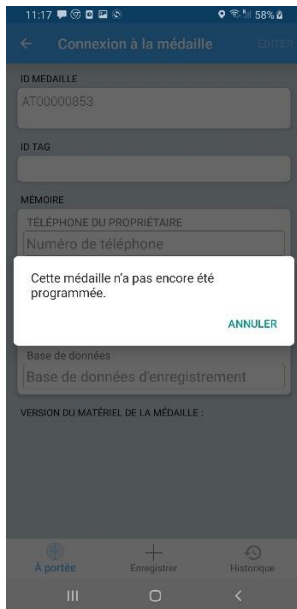 11:17 58%
Connexion à la médaille ÉDITER
ID MEDAILLE
AT00000853
ID TAG
MÉMOIRE
TÉLÉPHONE DU PROPRIÉTAIRE
Numéro de téléphone
Cette médaille n'a pas encore été
programmée.
ANNULER
Base de données
Base de données d'enregistrement
VERSION DU MATÉRIEL DE LA MÉDAILLE :
À portée Enregistrer Historique